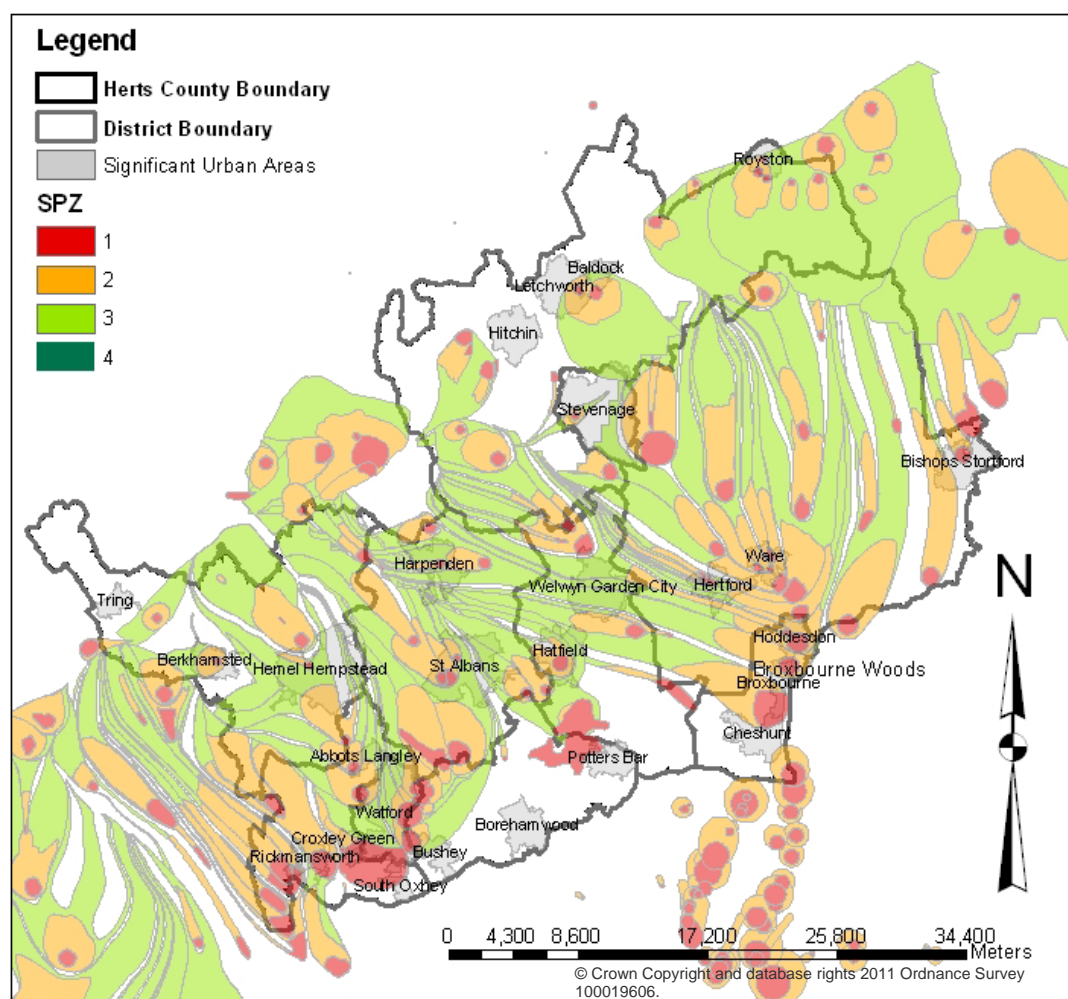 Legend
Herts County Boundary
District Boundary
Significant Urban Areas
SPZ
1
2
3
4
Royston
Baldock
Letchworth
Hitchin
Stevenage
Bishops Stortford
Ware
Harpenden
Welwyn Garden City
Hertford
N
Tring
Hoddesdon
Hatfield
Berkhamsted
Hemel Hempstead
St Albans
Broxbourne Woods
Broxbourne
Cheshunt
Abbots Langley
Potters Bar
Watford
Borehamwood
Croxley Green
Bushey
Rickmansworth
South Oxhey
0 4,300 8,600 17,200 25,800 34,400
Meters
© Crown Copyright and database rights 2011 Ordnance Survey
100019606.